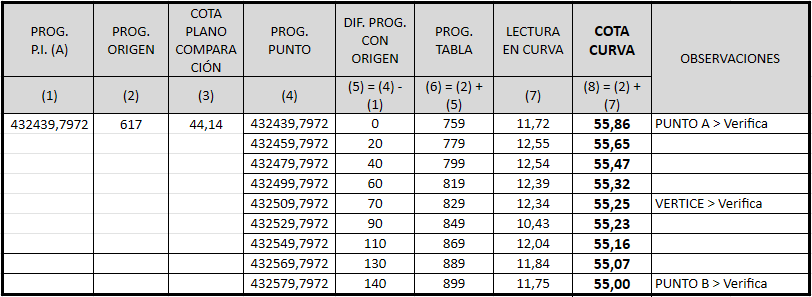 PROG. P.I. (A) | PROG. ORIGEN | COTA PLANO COMPARA CIÓN | PROG. PUNTO | DIF. PROG. CON ORIGEN | PROG. TABLA | LECTURA EN CURVA | COTA CURVA | OBSERVACIONES
(1) | (2) | (3) | (4) | (5) = (4) - (1) | (6) = (2) + (5) | (7) | (8) = (2) + (7)
432439,7972 | 617 | 44,14 | 432439,7972 | 0 | 759 | 11,72 | 55,86 | PUNTO A > Verifica
432459,7972 | 20 | 779 | 12,55 | 55,65
432479,7972 | 40 | 799 | 12,54 | 55,47
432499,7972 | 60 | 819 | 12,39 | 55,32
432509,7972 | 70 | 829 | 12,34 | 55,25 | VERTICE > Verifica
432529,7972 | 90 | 849 | 10,43 | 55,23
432549,7972 | 110 | 869 | 12,04 | 55,16
432569,7972 | 130 | 889 | 11,84 | 55,07
432579,7972 | 140 | 899 | 11,75 | 55,00 | PUNTO B > Verifica